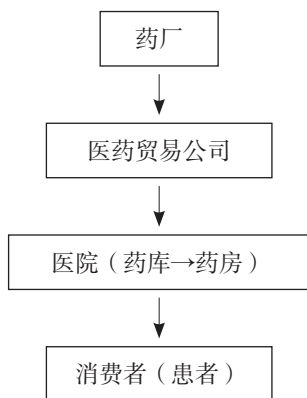 药厂
医药贸易公司
医院（药库→药房）
消费者（患者）